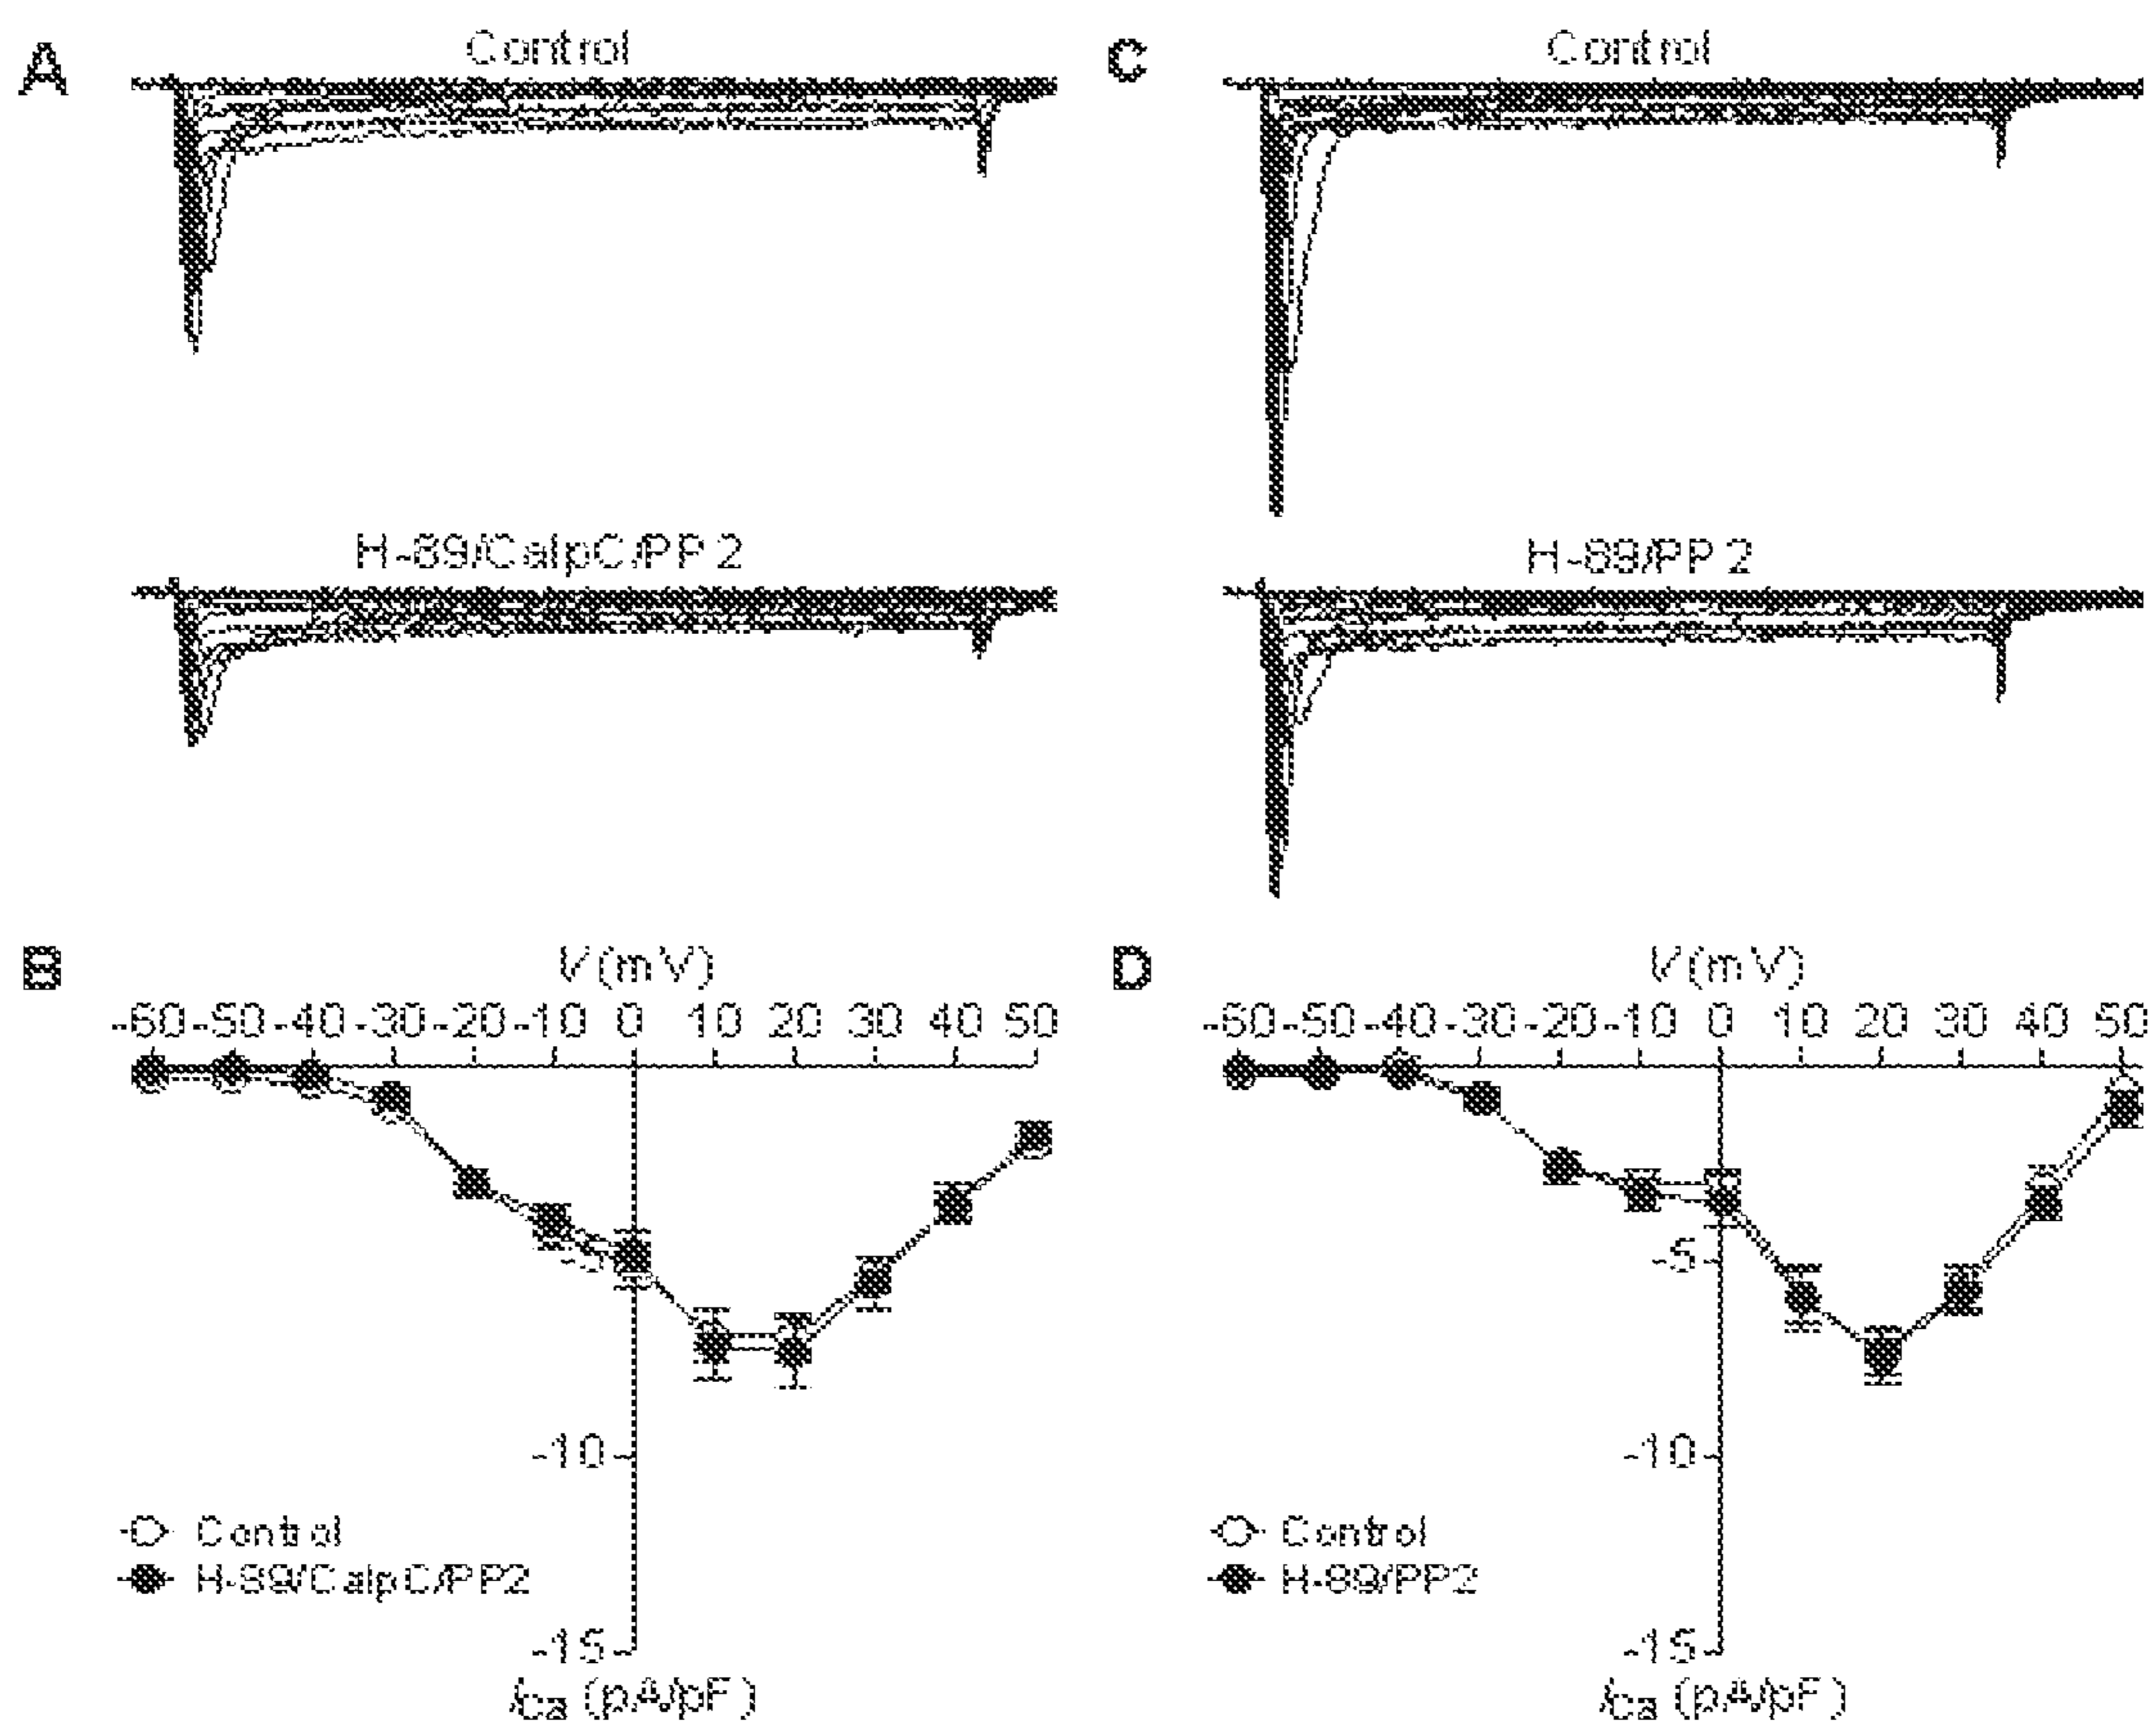 A
Control
H-89/CalpC/PP2
B
V (mV)
-60 -50 -40 -30 -20 -10 0 10 20 30 40 50
-5
-10
-15
Control
H-89/CalpC/PP2
ICa (pA/pF)
C
Control
H-89/PP2
D
V (mV)
-60 -50 -40 -30 -20 -10 0 10 20 30 40 50
-5
-10
-15
Control
H-89/PP2
ICa (pA/pF)